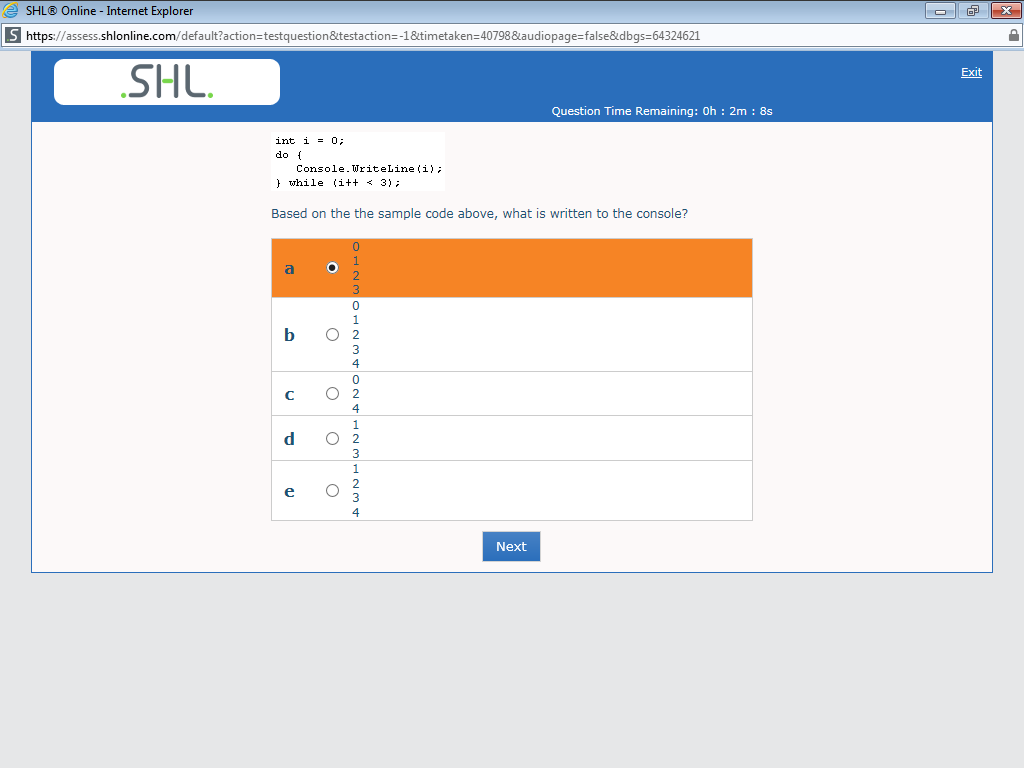 SHL® Online - Internet Explorer
https://assess.shlonline.com/default?action=testquestion&testaction=-1&timetaken=40798&audiopage=false&dbgs=64324621
.SHL.
Exit
Question Time Remaining: 0h : 2m : 8s
int i = 0;
do {
Console.WriteLine(i);
} while (i++ < 3);
Based on the the sample code above, what is written to the console?
a
0
1
2
3
b
0
1
2
3
4
c
0
2
4
d
1
2
3
e
1
2
3
4
Next